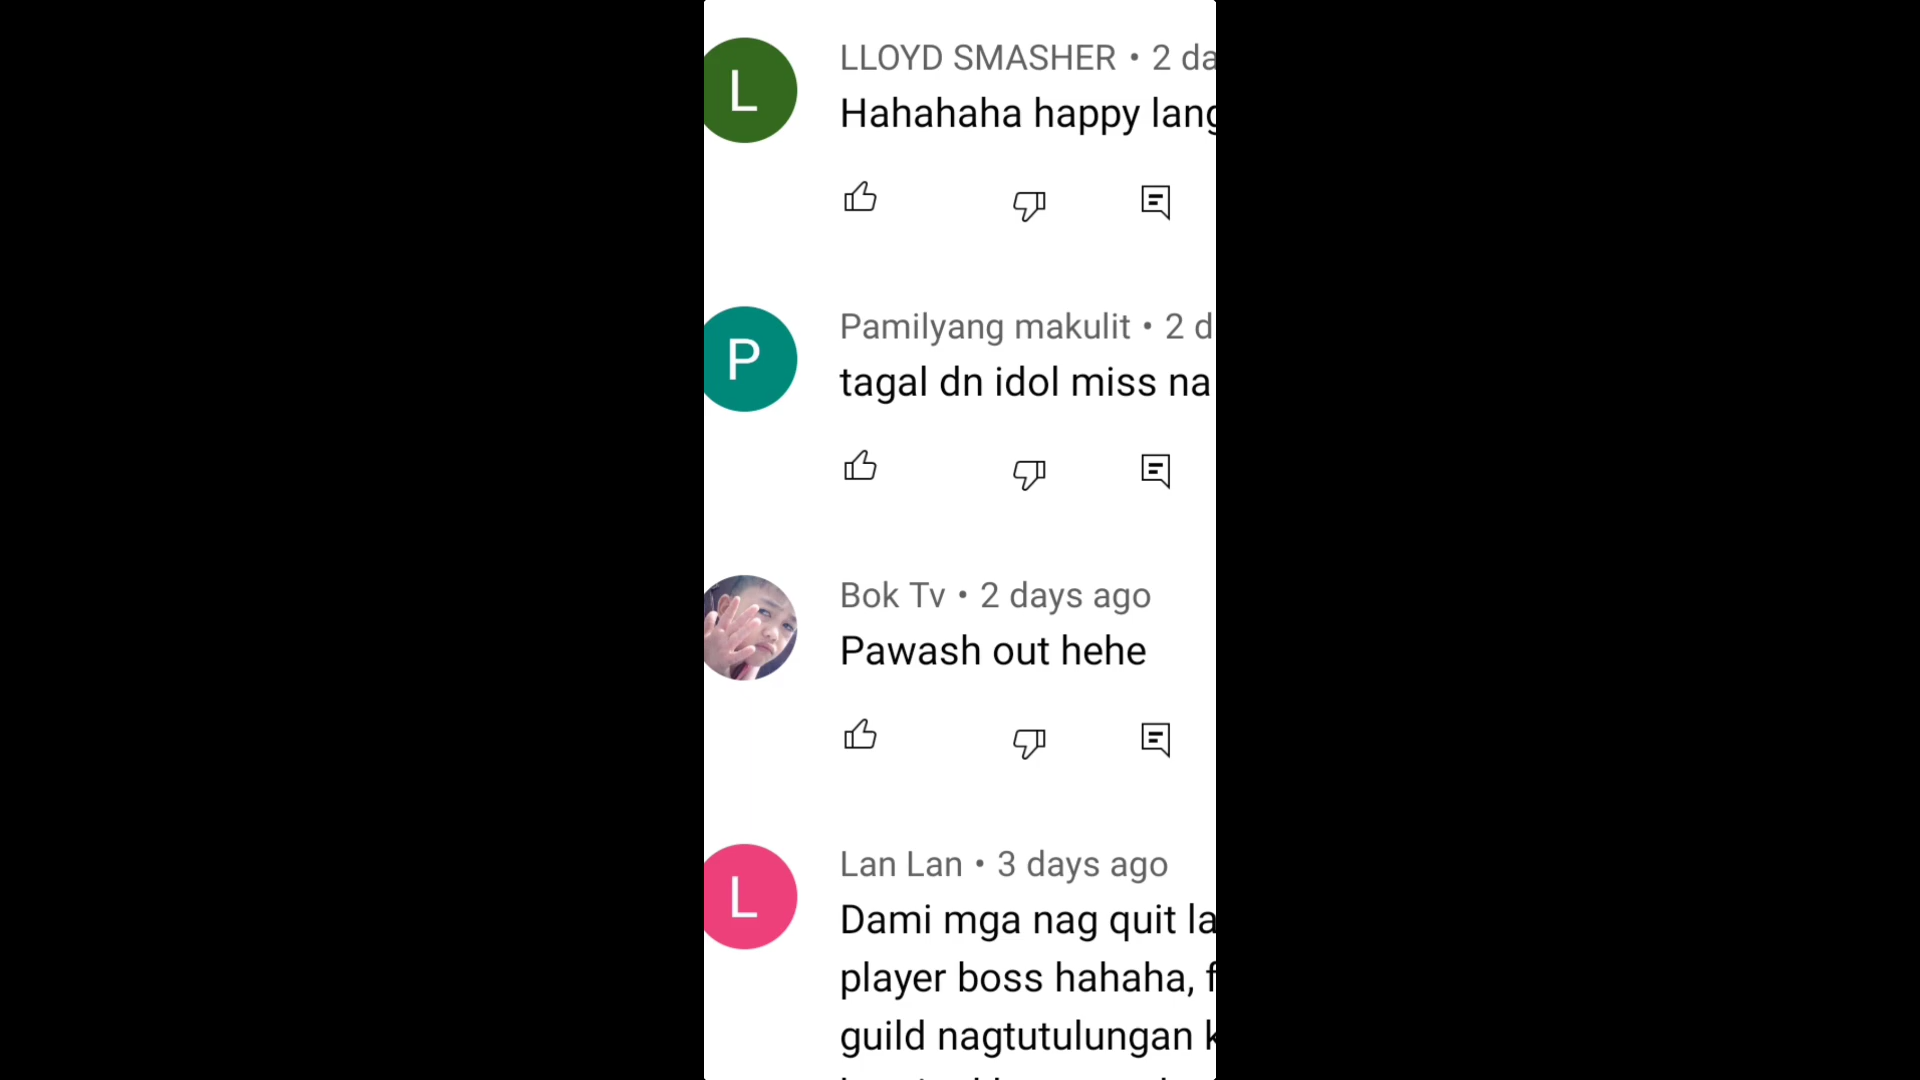 L
LLOYD SMASHER • 2 da
Hahahaha happy lang
P
Pamilyang makulit • 2 d
tagal dn idol miss na
Bok Tv • 2 days ago
Pawash out hehe
L
Lan Lan • 3 days ago
Dami mga nag quit la
player boss hahaha, f
guild nagtutulungan k